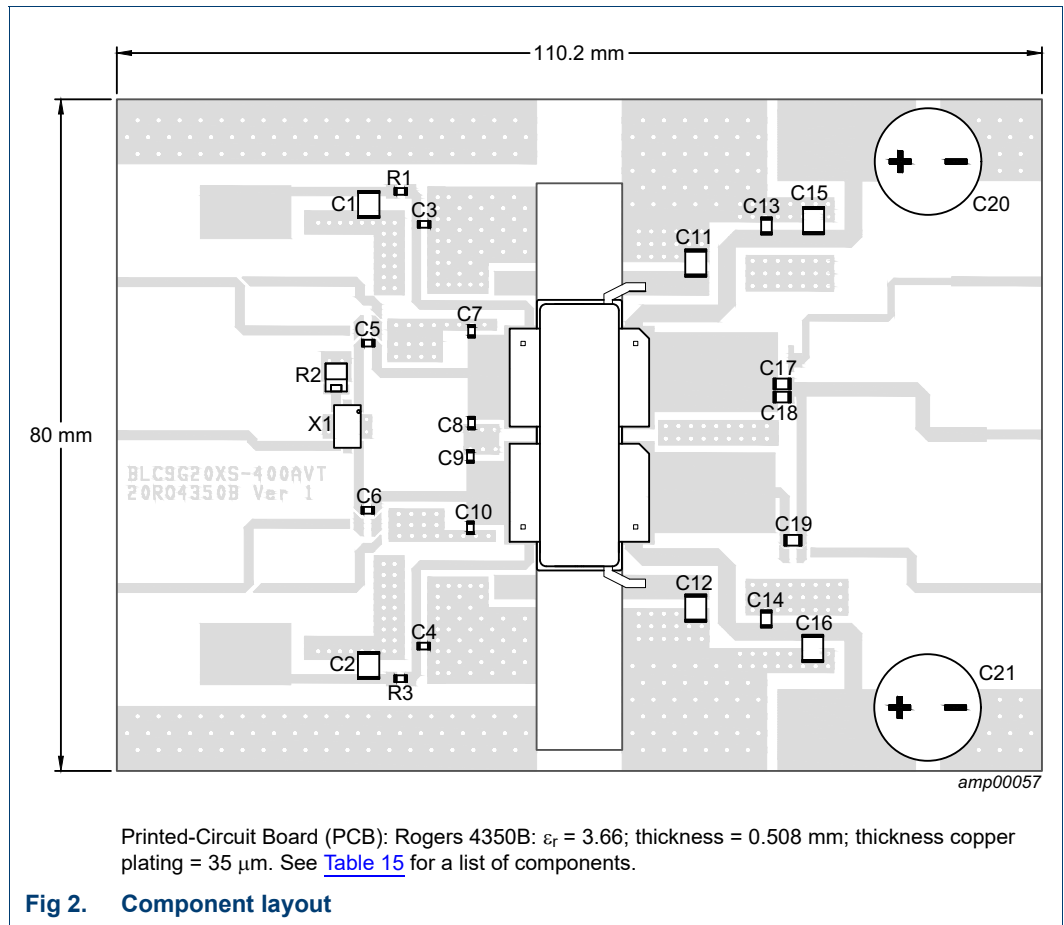 110.2 mm
80 mm
R1
C1
C3
C15
C13
C20
C11
C7
C5
R2
C17
C18
X1
C8
C9
BLC9G20XS-400AVT
20RO4350B Ver 1
C6
C10
C19
C12
C14
C4
C16
C2
C21
R3
+ −
+ −
amp00057
Printed-Circuit Board (PCB): Rogers 4350B: εr = 3.66; thickness = 0.508 mm; thickness copper
plating = 35 μm. See Table 15 for a list of components.
Fig 2. Component layout